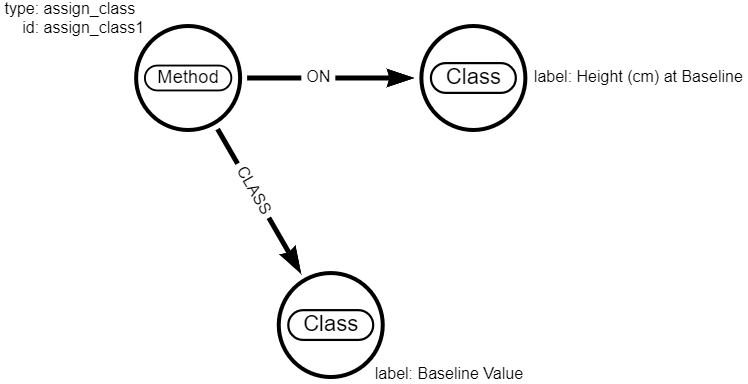 type: assign_class
id: assign_class1
Method
ON
Class
label: Height (cm) at Baseline
CLASS
Class
label: Baseline Value